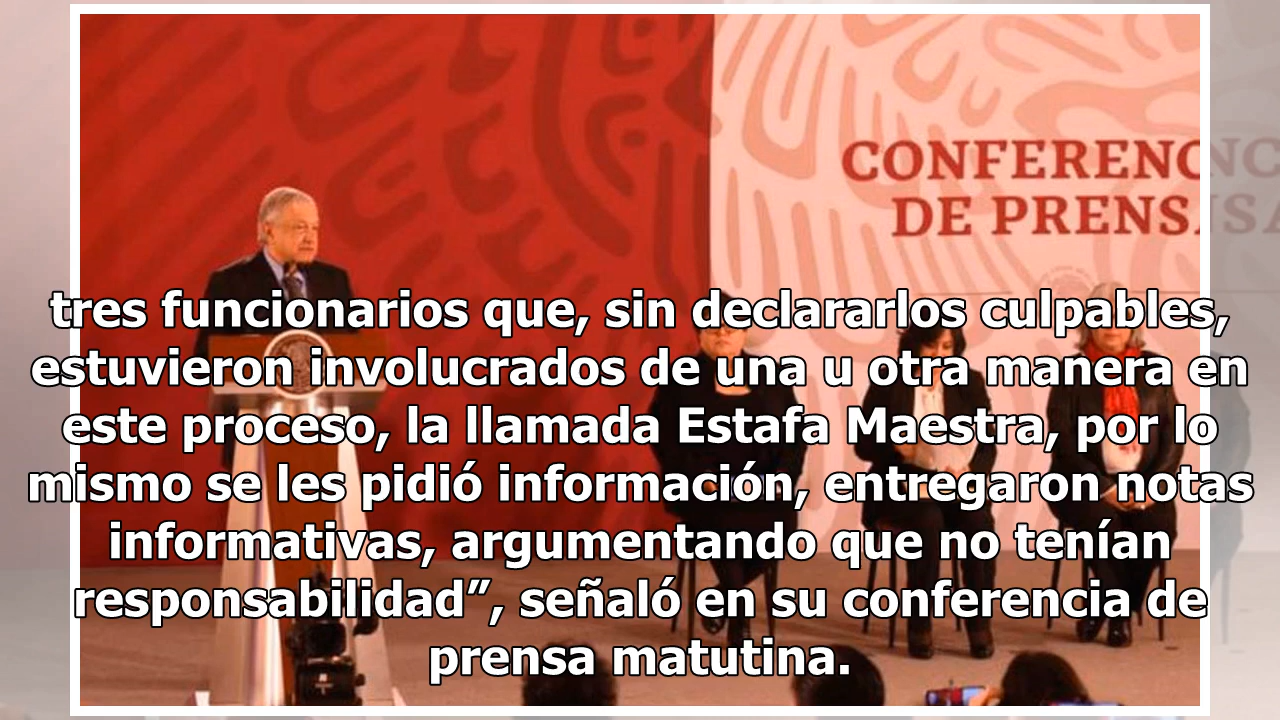 CONFERENC
DE PRENSA
tres funcionarios que, sin declararlos culpables,
estuvieron involucrados de una u otra manera en
este proceso, la llamada Estafa Maestra, por lo
mismo se les pidió información, entregaron notas
informativas, argumentando que no tenían
responsabilidad”, señaló en su conferencia de
prensa matutina.